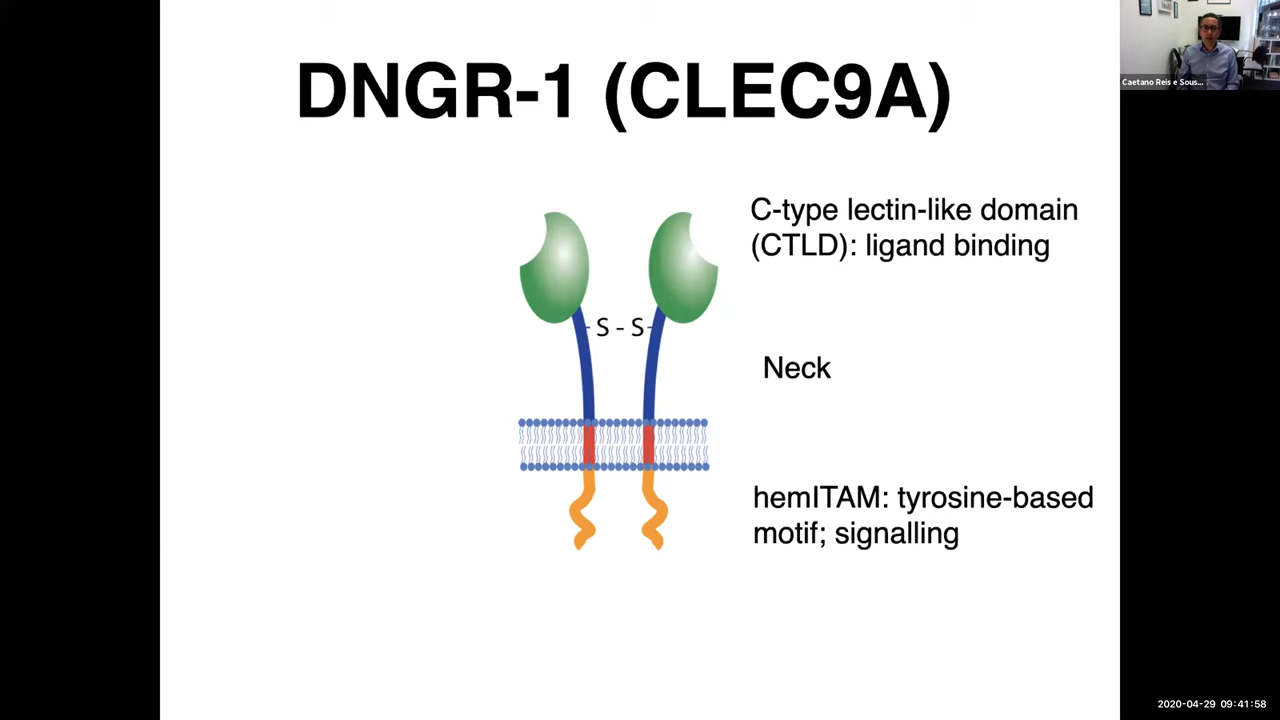 DNGR-1 (CLEC9A)
Caetano Reis e Sous...
C-type lectin-like domain
(CTLD): ligand binding
S - S
Neck
hemITAM: tyrosine-based
motif; signalling
2020-04-29 09:41:58